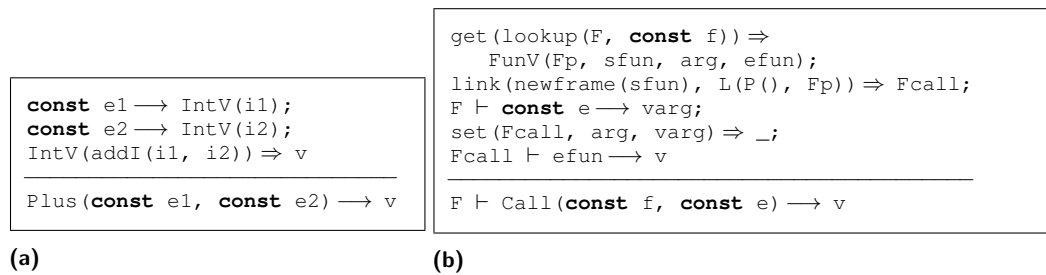 const e1 ⟶ IntV(i1);
const e2 ⟶ IntV(i2);
IntV(addI(i1, i2)) ⇒ v
Plus(const e1, const e2) ⟶ v
(a)
get(lookup(F, const f)) ⇒
FunV(Fp, sfun, arg, efun);
link(newframe(sfun), L(P(), Fp)) ⇒ Fcall;
F ⊢ const e ⟶ varg;
set(Fcall, arg, varg) ⇒ _;
Fcall ⊢ efun ⟶ v
F ⊢ Call(const f, const e) ⟶ v
(b)